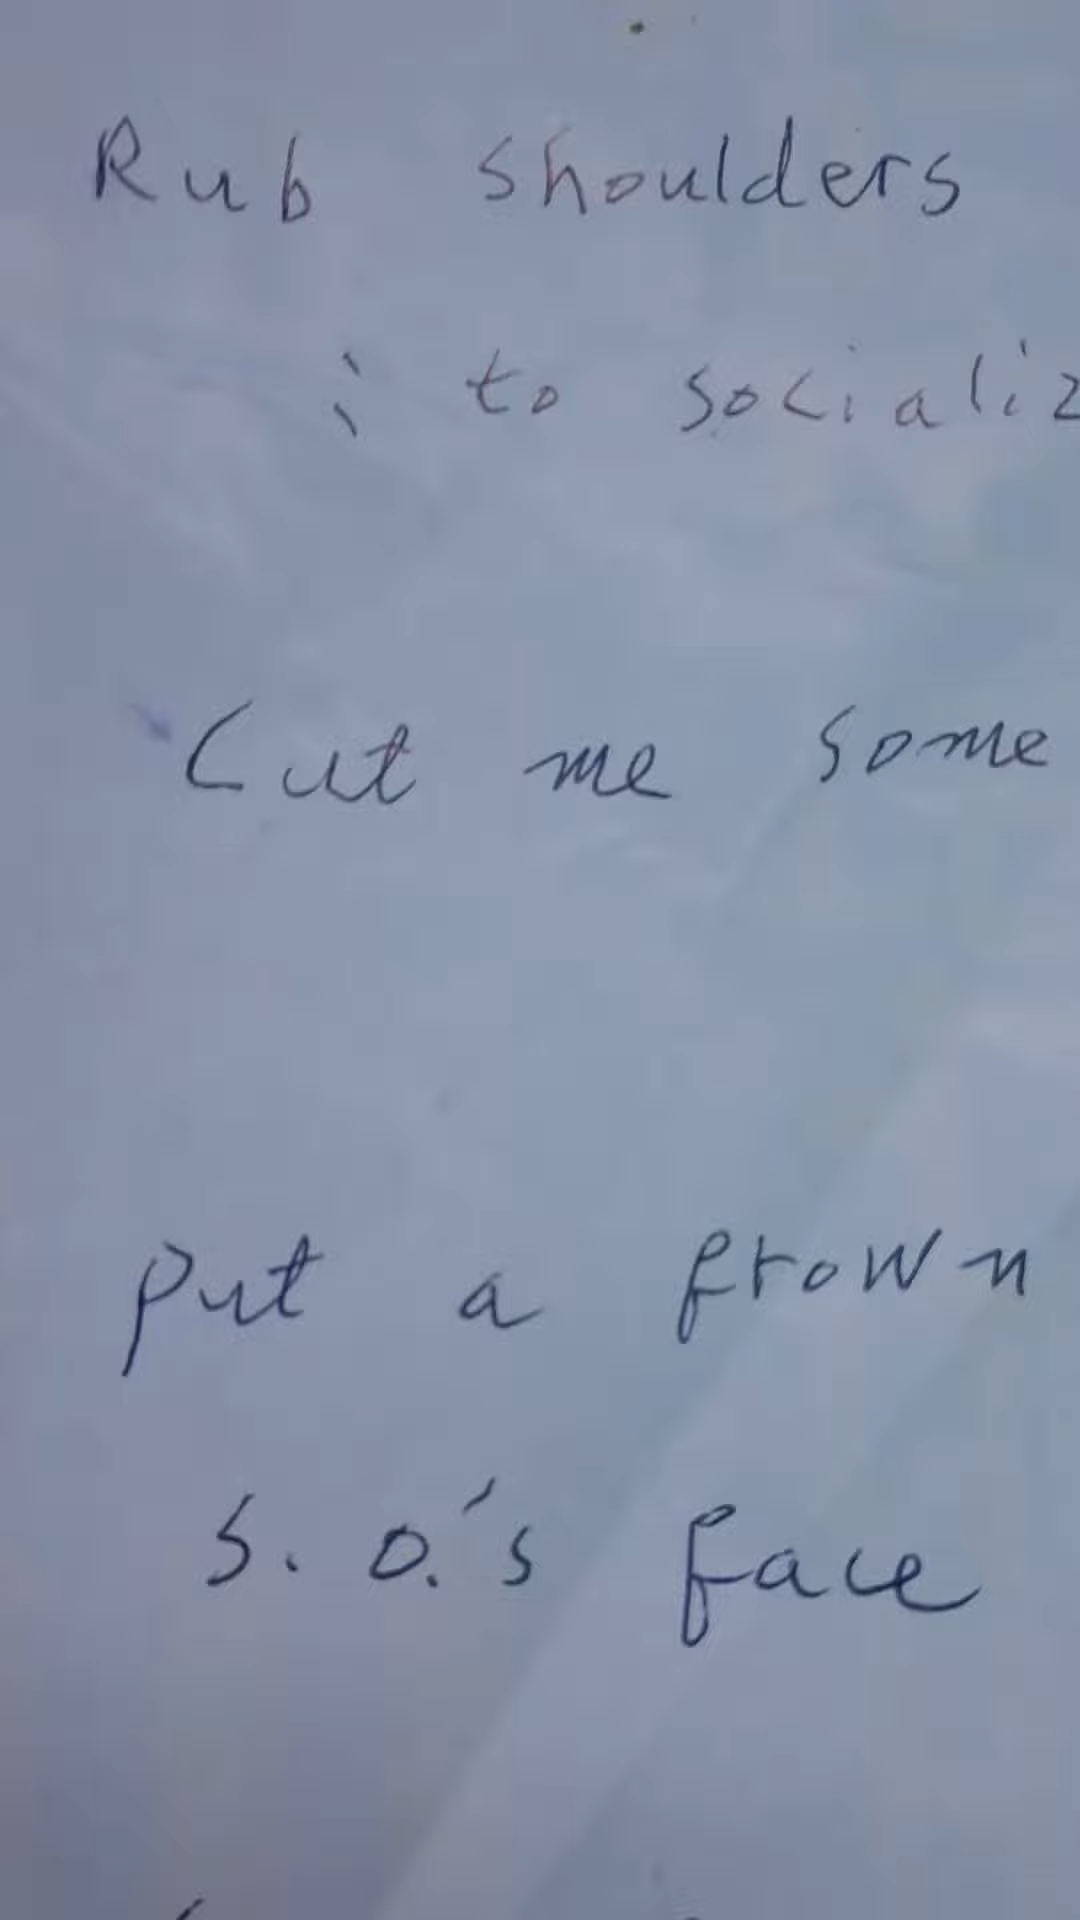 Rub shoulders
: to socializ
Cut me some
Put a frown
s. o.'s face